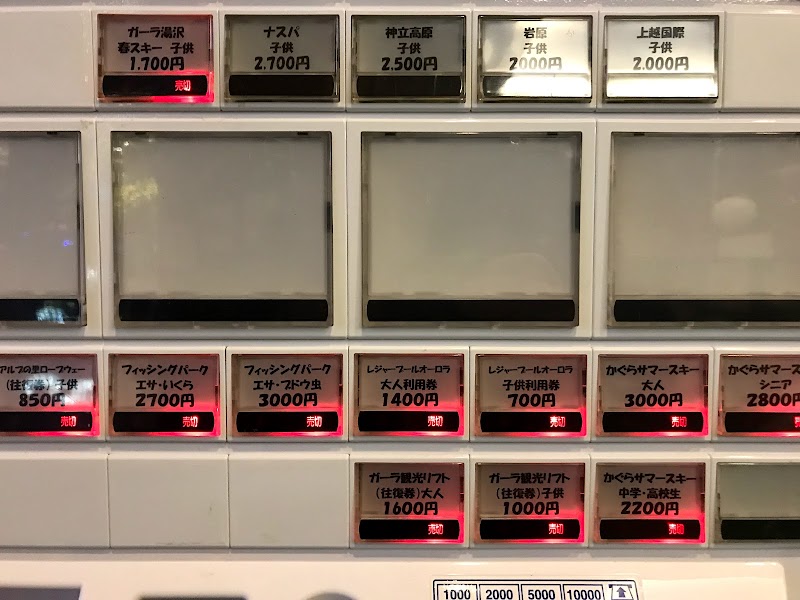 ガーラ湯沢
春スキー 子供
1.700円
売切
ナスパ
子供
2.700円
神立高原
子供
2.500円
岩原
子供
2000円
上越国際
子供
2.000円
アルプの里ロープウェー
(往復券) 子供
850円
売切
フィッシングパーク
エサ・いくら
2700円
売切
フィッシングパーク
エサ・ブドウ虫
3000円
売切
レジャープールオーロラ
大人利用券
1400円
売切
レジャープールオーロラ
子供利用券
700円
売切
かぐらサマースキー
大人
3000円
売切
かぐらサマース
シニア
2800円
ガーラ観光リフト
(往復券)大人
1600円
売切
ガーラ観光リフト
(往復券)子供
1000円
売切
かぐらサマースキー
中学・高校生
2200円
売切
1000 2000 5000 10000